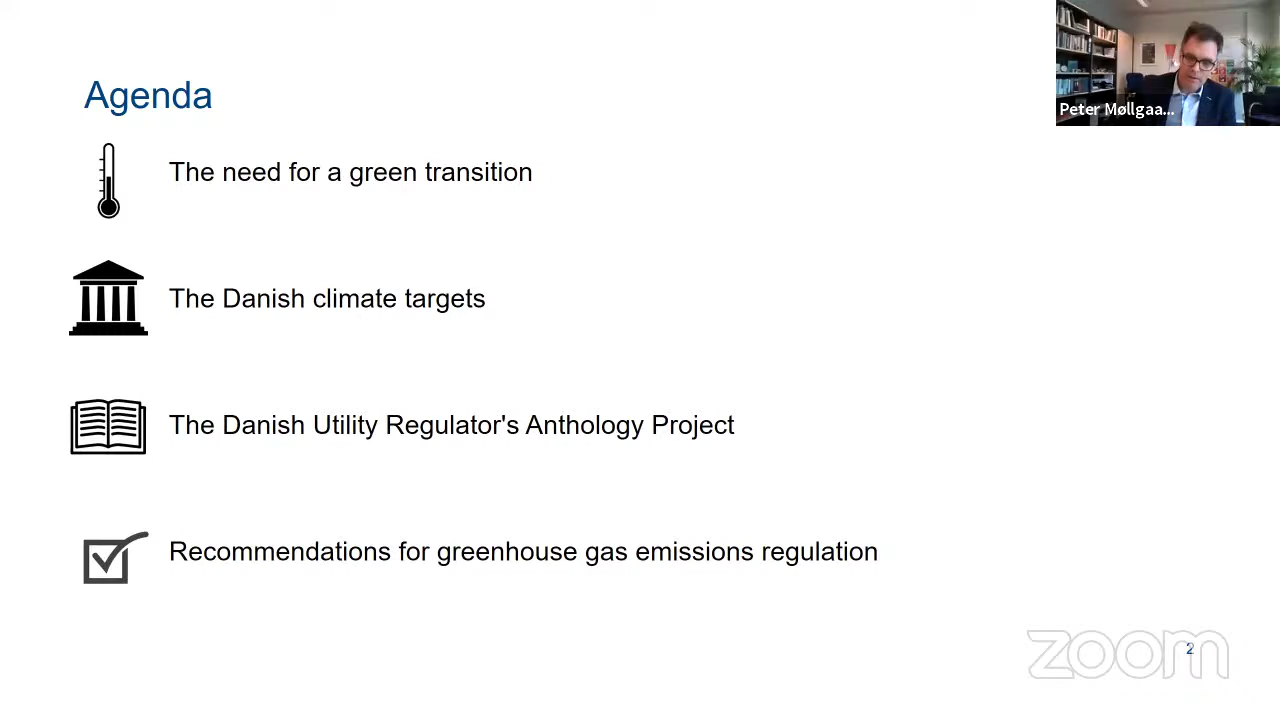 Agenda
Peter Møllgaa...
The need for a green transition
The Danish climate targets
The Danish Utility Regulator's Anthology Project
Recommendations for greenhouse gas emissions regulation
zoom
2